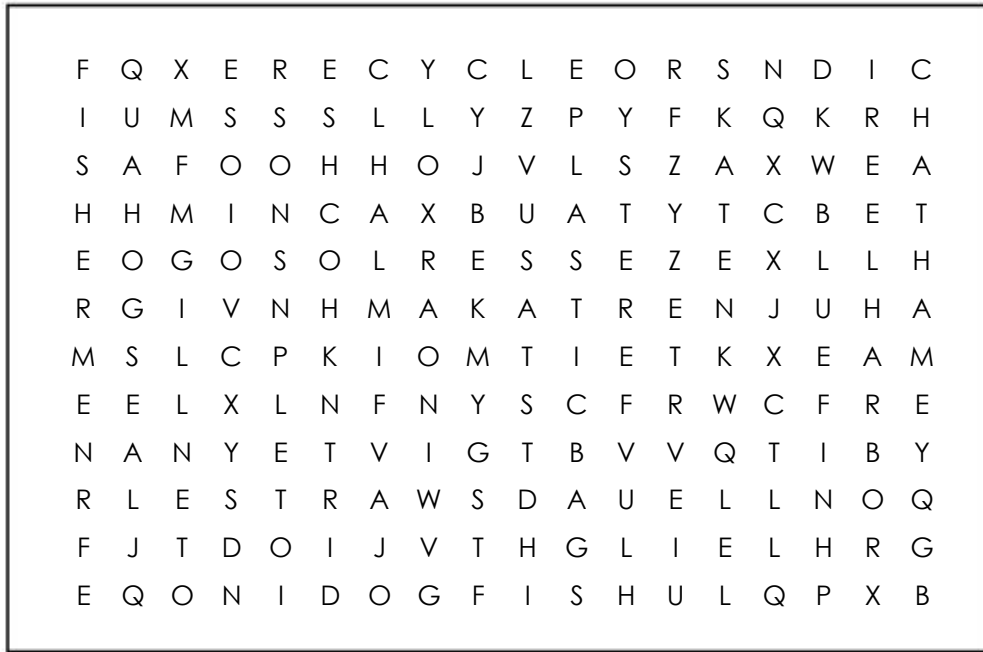 F Q X E R E C Y C L E O R S N D I C
I U M S S S L L Y Z P Y F K Q K R H
S A F O O H H O J V L S Z A X W E A
H H M I N C A X B U A T Y T C B E T
E O G O S O L R E S S E Z E X L L H
R G I V N H M A K A T R E N J U H A
M S L C P K I O M T I E T K X E A M
E E L X L N F N Y S C F R W C F R E
N A N Y E T V I G T B V V Q T I B Y
R L E S T R A W S D A U E L L N O Q
F J T D O I J V T H G L I E L H R G
E Q O N I D O G F I S H U L Q P X B